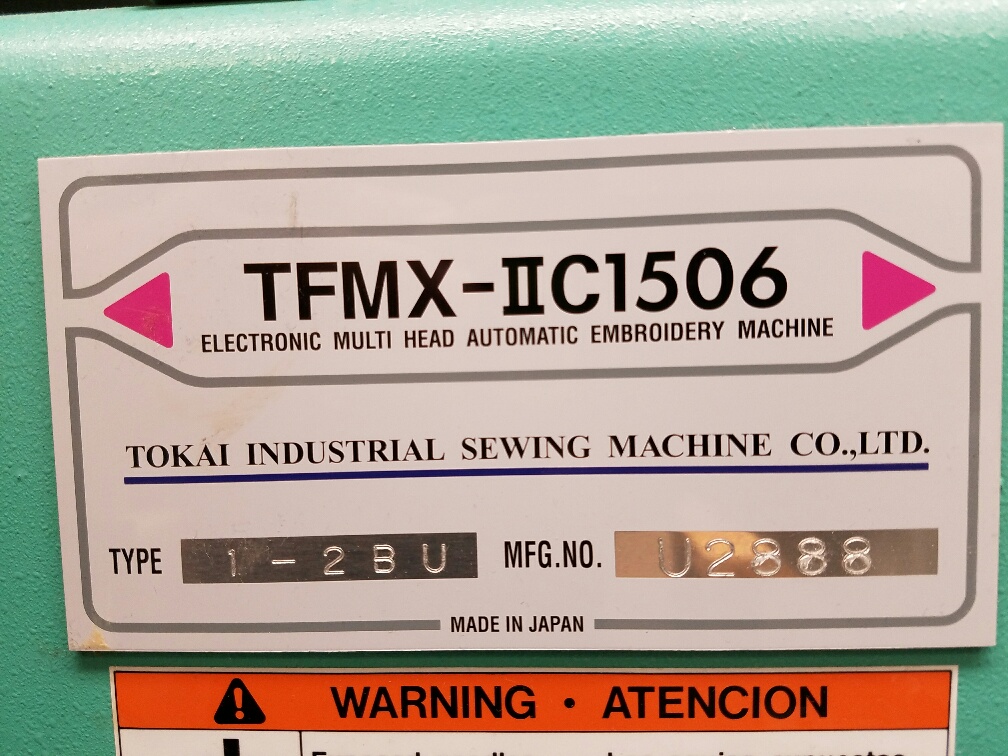 TFMX-IIC1506
ELECTRONIC MULTI HEAD AUTOMATIC EMBROIDERY MACHINE
TOKAI INDUSTRIAL SEWING MACHINE CO.,LTD.
TYPE 1-2BU MFG.NO. U2888
MADE IN JAPAN
WARNING • ATENCION